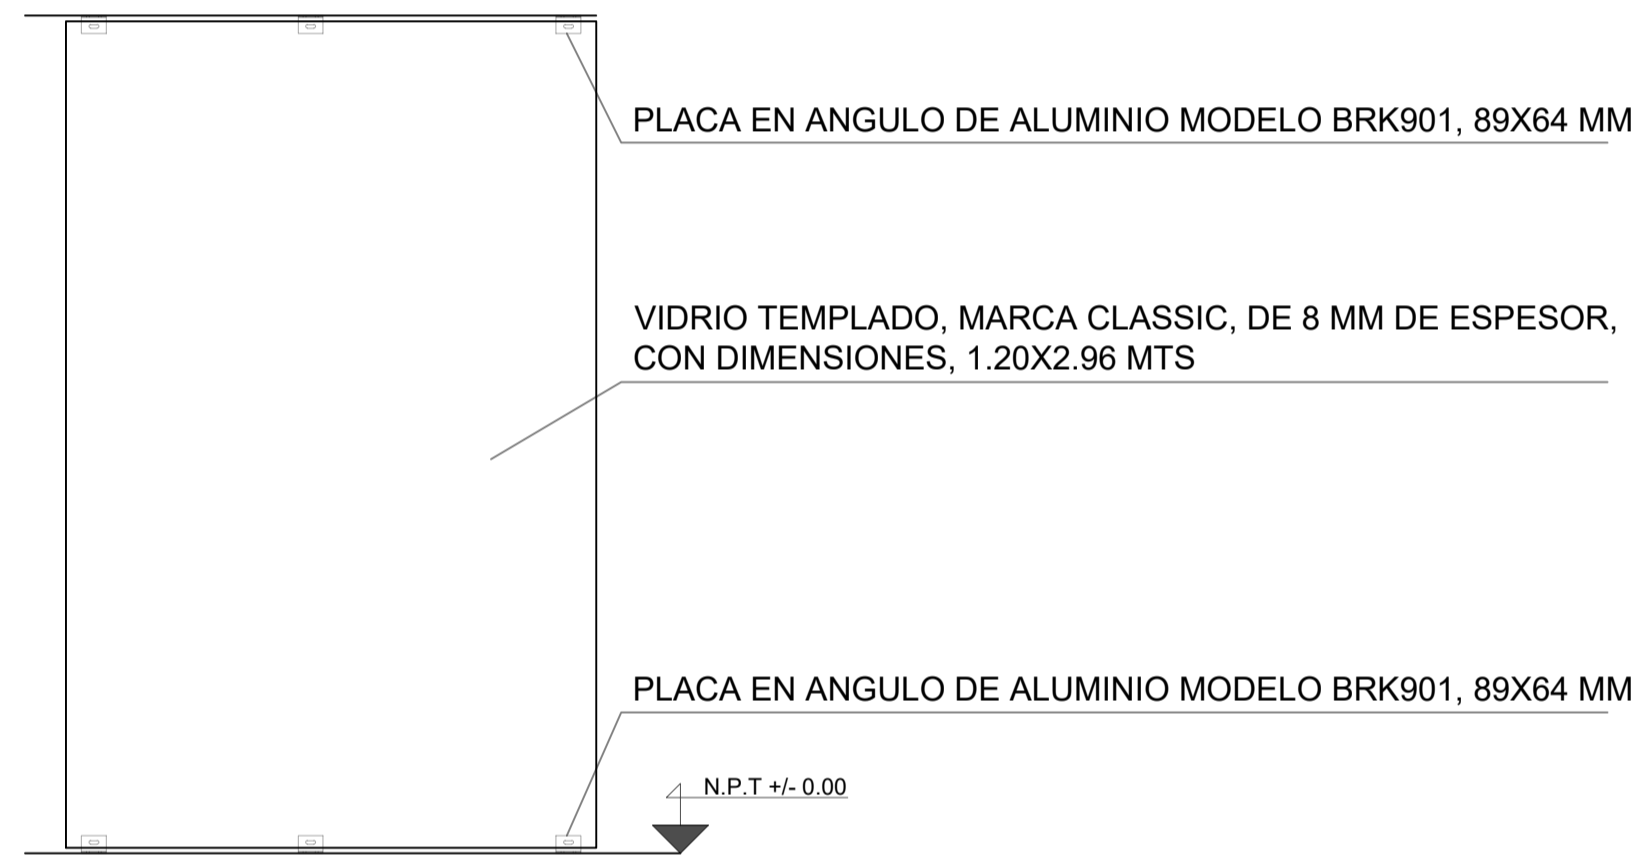 PLACA EN ANGULO DE ALUMINIO MODELO BRK901, 89X64 MM
VIDRIO TEMPLADO, MARCA CLASSIC, DE 8 MM DE ESPESOR,
CON DIMENSIONES, 1.20X2.96 MTS
PLACA EN ANGULO DE ALUMINIO MODELO BRK901, 89X64 MM
N.P.T +/- 0.00